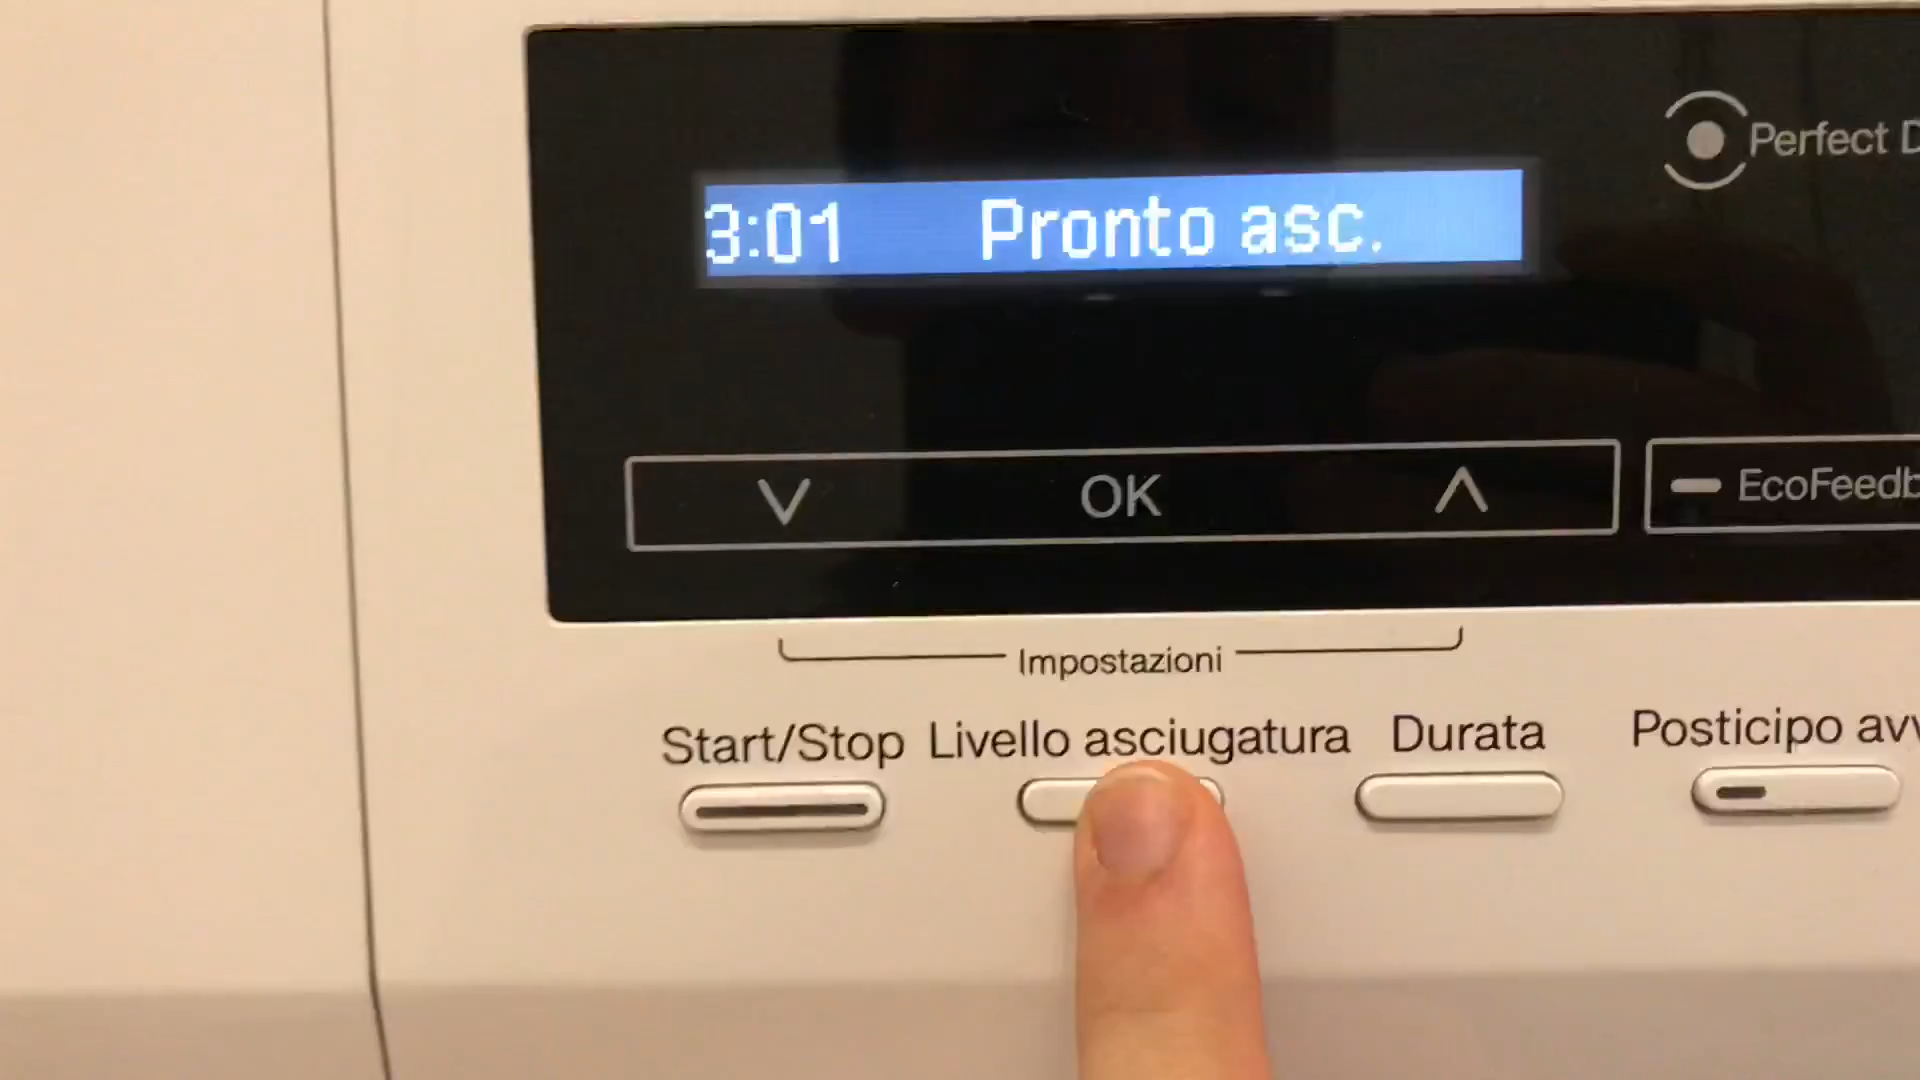 Perfect D
3:01 Pronto asc.
OK
EcoFeedb
Impostazioni
Start/Stop Livello asciugatura Durata Posticipo avv